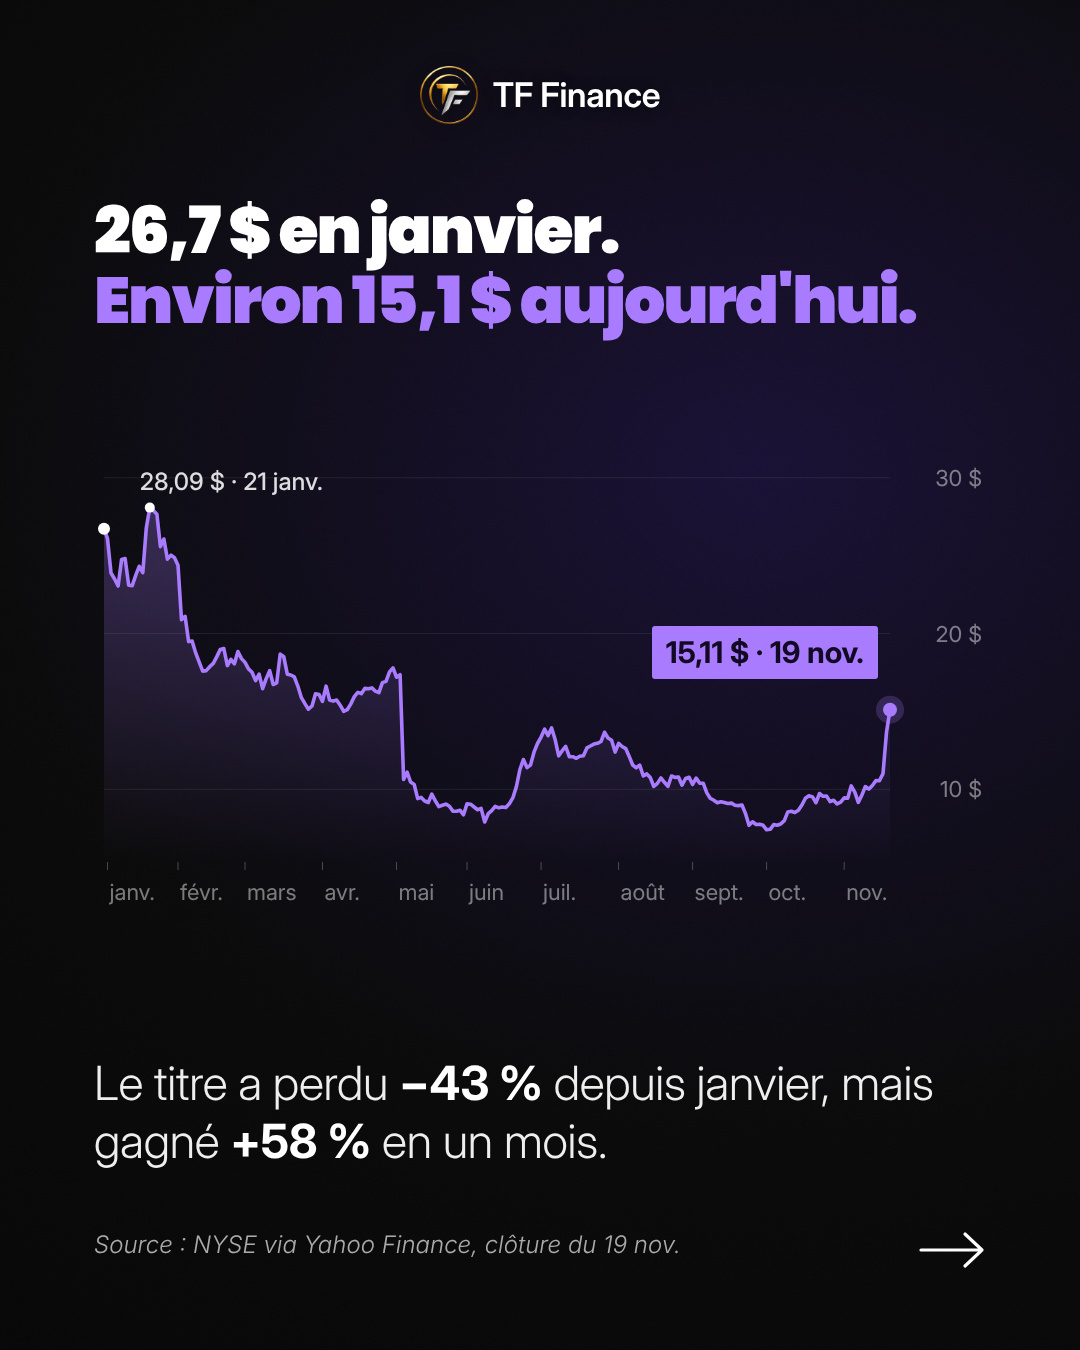 TF TF Finance
26,7 $ en janvier.
Environ 15,1 $ aujourd'hui.
28,09 $ · 21 janv.
30 $
20 $
15,11 $ · 19 nov.
10 $
janv. févr. mars avr. mai juin juil. août sept. oct. nov.
Le titre a perdu −43 % depuis janvier, mais
gagné +58 % en un mois.
Source : NYSE via Yahoo Finance, clôture du 19 nov.